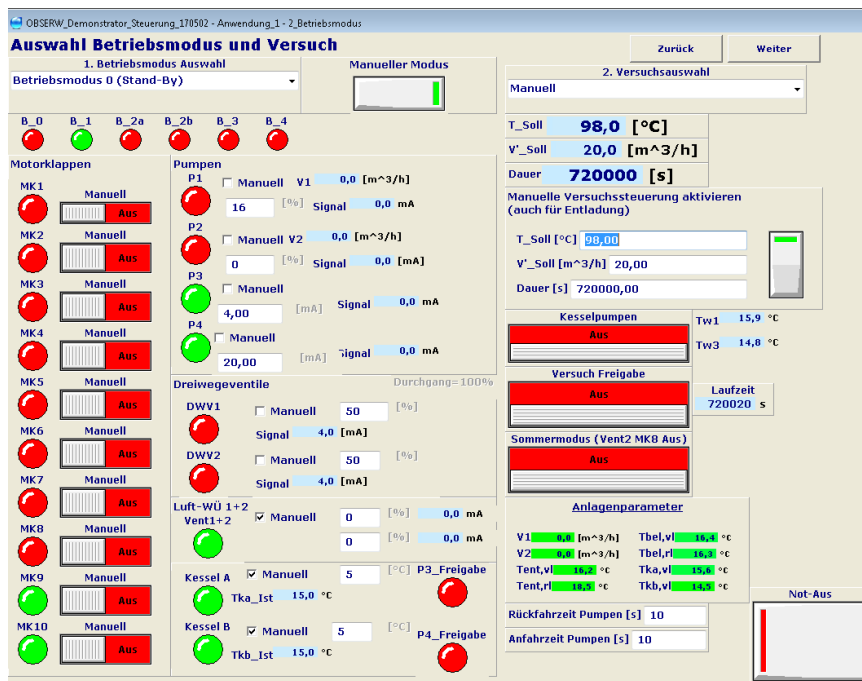 OBSERW_Demonstrator_Steuerung_170502 - Anwendung_1 - 2_Betriebsmodus
Auswahl Betriebsmodus und Versuch
Zurück
Weiter
1. Betriebsmodus Auswahl
Betriebsmodus 0 (Stand-By)
Manueller Modus
2. Versuchsauswahl
Manuell
B_0 B_1 B_2a B_2b B_3 B_4
T_Soll 98,0 [°C]
V'_Soll 20,0 [m^3/h]
Dauer 720000 [s]
Motorklappen
MK1 Manuell
Aus
MK2 Manuell
Aus
MK3 Manuell
Aus
MK4 Manuell
Aus
MK5 Manuell
Aus
MK6 Manuell
Aus
MK7 Manuell
Aus
MK8 Manuell
Aus
MK9 Manuell
Aus
MK10 Manuell
Aus
Pumpen
P1 Manuell V1 0,0 [m^3/h]
16 [%] Signal 0,0 mA
P2 Manuell V2 0,0 [m^3/h]
0 [%] Signal 0,0 [mA]
P3 Manuell
4,00 [mA] Signal 0,0 mA
P4 Manuell
20,00 [mA] ignal 0,0 mA
Dreiwegeventile Durchgang=100%
DWV1 Manuell 50 [%]
Signal 4,0 [mA]
DWV2 Manuell 50 [%]
Signal 4,0 [mA]
Luft-WÜ 1+2
Vent1+2 Manuell 0 [%] 0,0 mA
0 [%] 0,0 mA
Kessel A Manuell 5 [°C] P3_Freigabe
Tka_Ist 15,0 °C
Kessel B Manuell 5 [°C] P4_Freigabe
Tkb_Ist 15,0 °C
Manuelle Versuchssteuerung aktivieren
(auch für Entladung)
T_Soll [°C] 98,00
V'_Soll [m^3/h] 20,00
Dauer [s] 720000,00
Kesselpumpen
Aus
Tw1 15,9 °C
Tw3 14,8 °C
Versuch Freigabe
Aus
Laufzeit
720020 s
Sommermodus (Vent2 MK8 Aus)
Aus
Anlagenparameter
V1 0,0 [m^3/h] Tbel,vl 16,4 °C
V2 0,0 [m^3/h] Tbel,rl 16,3 °C
Tent,vl 16,2 °C Tka,vl 15,6 °C
Tent,rl 18,5 °C Tkb,vl 14,5 °C
Rückfahrzeit Pumpen [s] 10
Anfahrzeit Pumpen [s] 10
Not-Aus